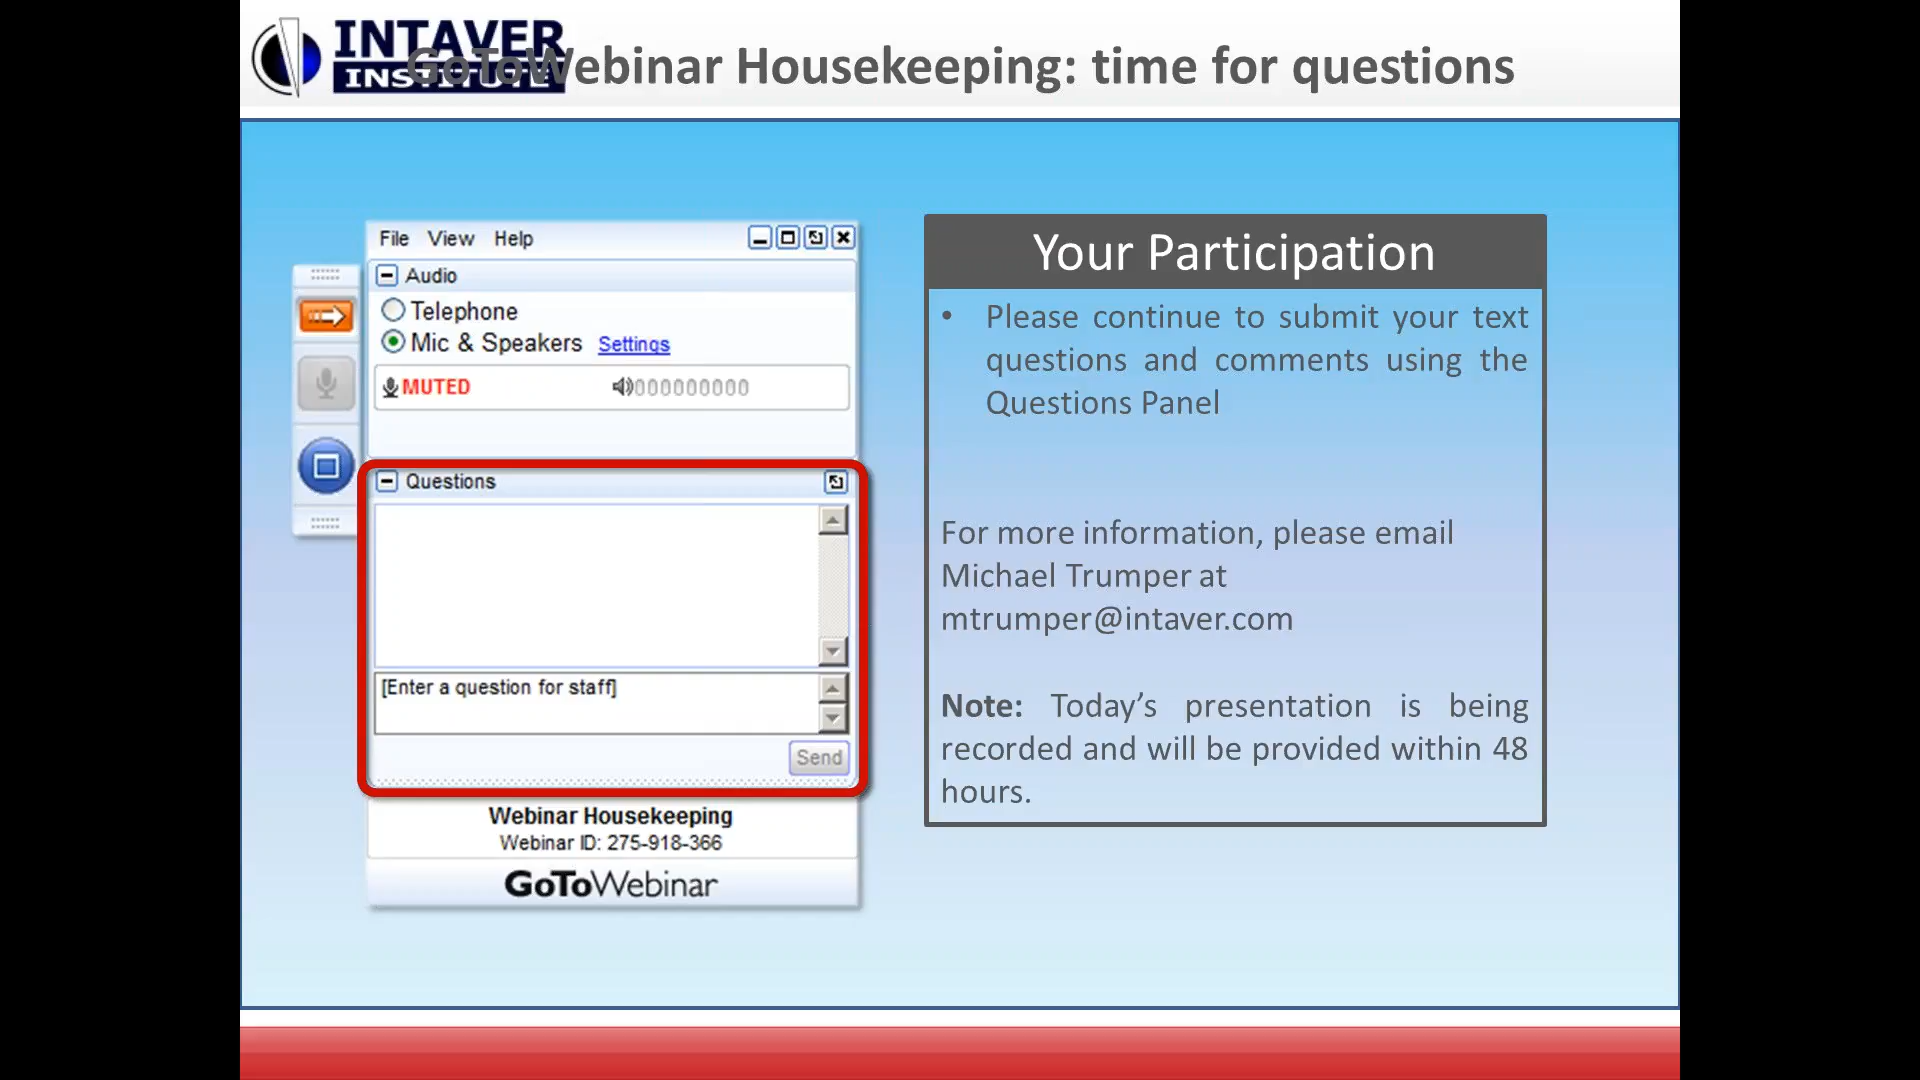 INTAVER
INSTITUTE
GoToWebinar Housekeeping: time for questions
File View Help
Audio
Telephone
Mic & Speakers Settings
MUTED 000000000
Questions
[Enter a question for staff]
Send
Webinar Housekeeping
Webinar ID: 275-918-366
GoToWebinar
Your Participation
• Please continue to submit your text
questions and comments using the
Questions Panel
For more information, please email
Michael Trumper at
mtrumper@intaver.com
Note: Today’s presentation is being
recorded and will be provided within 48
hours.